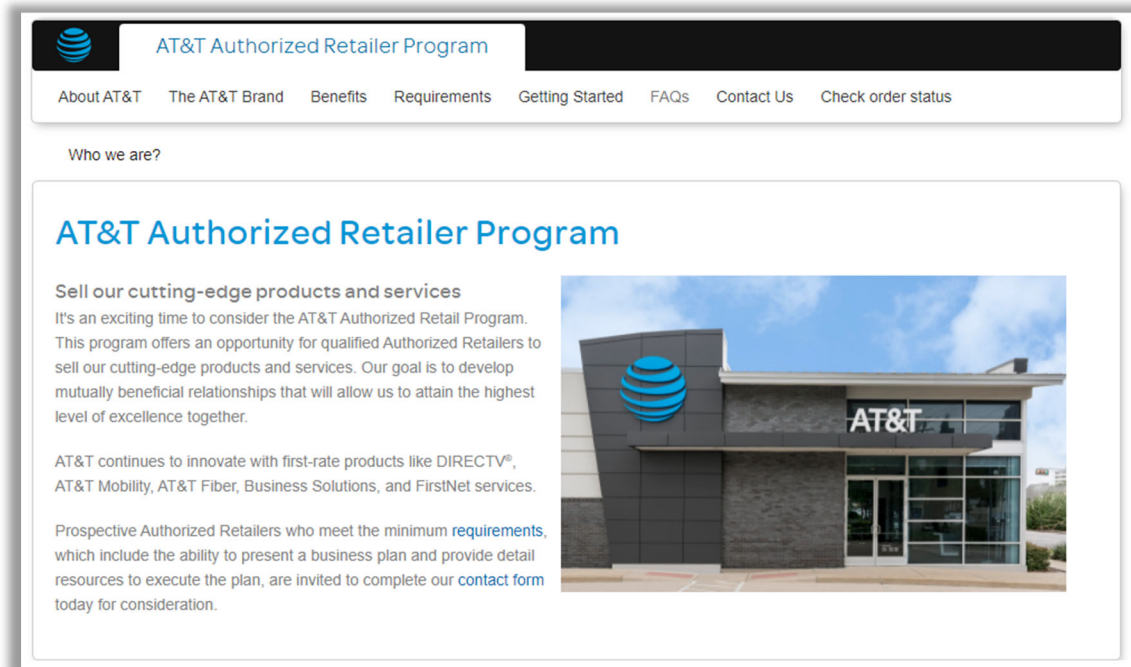 AT&T Authorized Retailer Program
About AT&T The AT&T Brand Benefits Requirements Getting Started FAQs Contact Us Check order status
Who we are?
AT&T Authorized Retailer Program
Sell our cutting-edge products and services
It's an exciting time to consider the AT&T Authorized Retail Program.
This program offers an opportunity for qualified Authorized Retailers to
sell our cutting-edge products and services. Our goal is to develop
mutually beneficial relationships that will allow us to attain the highest
level of excellence together.
AT&T continues to innovate with first-rate products like DIRECTV®,
AT&T Mobility, AT&T Fiber, Business Solutions, and FirstNet services.
Prospective Authorized Retailers who meet the minimum requirements,
which include the ability to present a business plan and provide detail
resources to execute the plan, are invited to complete our contact form
today for consideration.
AT&T